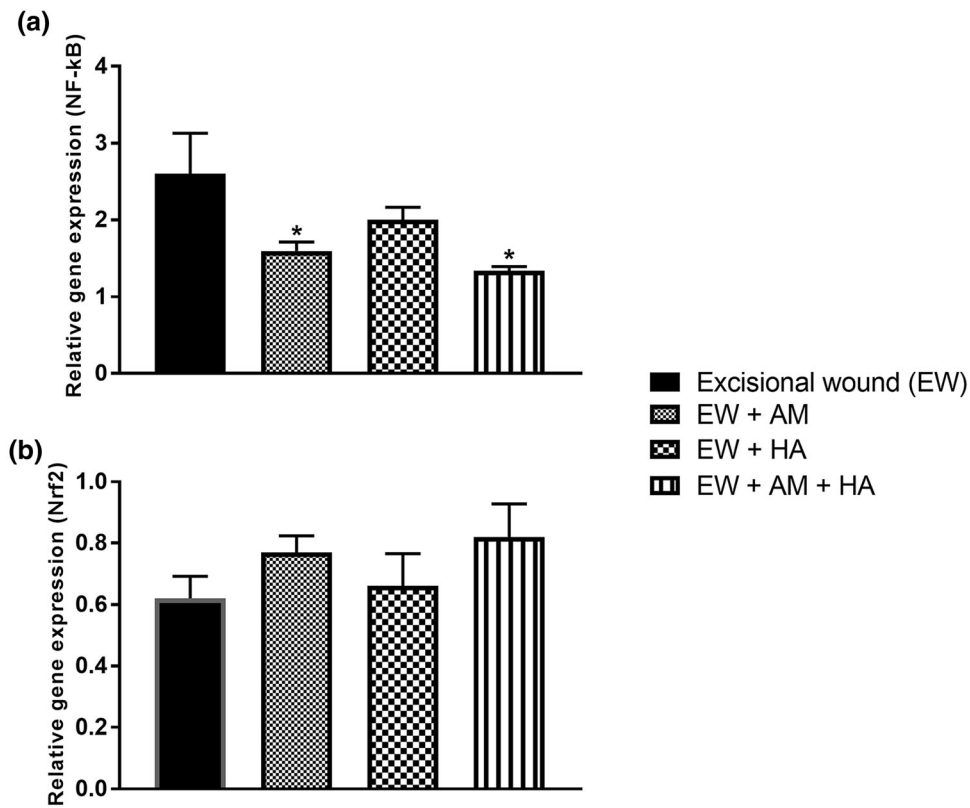 (a)
Relative gene expression (NF-kB)
4
3
2
1
0
*
*
(b)
Relative gene expression (Nrf2)
1.0
0.8
0.6
0.4
0.2
0.0
Excisional wound (EW)
EW + AM
EW + HA
EW + AM + HA